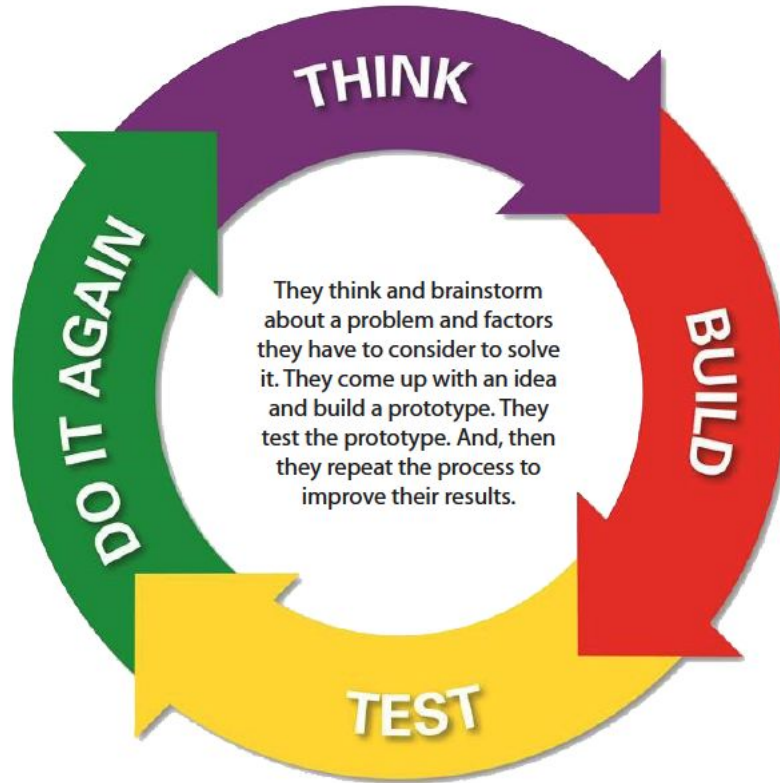 THINK
BUILD
TEST
DO IT AGAIN
They think and brainstorm
about a problem and factors
they have to consider to solve
it. They come up with an idea
and build a prototype. They
test the prototype. And, then
they repeat the process to
improve their results.